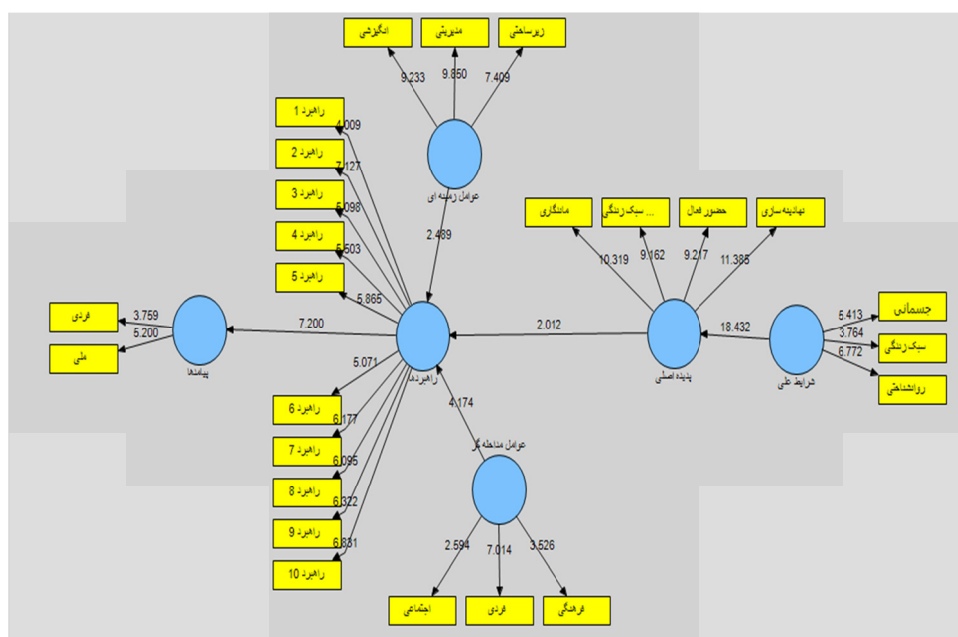 انگیزشی
مدیریتی
زیرساختی
9.233
9.850
7.409
عوامل زمینه ای
راهبرد 1
4.009
راهبرد 2
7.127
راهبرد 3
5.098
راهبرد 4
5.503
راهبرد 5
5.865
2.489
ماندگاری
سبک زندگی ...
حضور فعال
نهادینه سازی
10.319
9.162
9.217
11.385
فردی
ملی
3.759
5.200
پیامدها
7.200
راهبردها
2.012
پدیده اصلی
18.432
شرایط علی
جسمانی
سبک زندگی
روانشناختی
5.413
3.764
6.772
راهبرد 6
5.071
راهبرد 7
6.177
راهبرد 8
6.095
راهبرد 9
6.322
راهبرد 10
6.831
4.174
عوامل مداخله گر
2.594
7.014
3.526
اجتماعی
فردی
فرهنگی